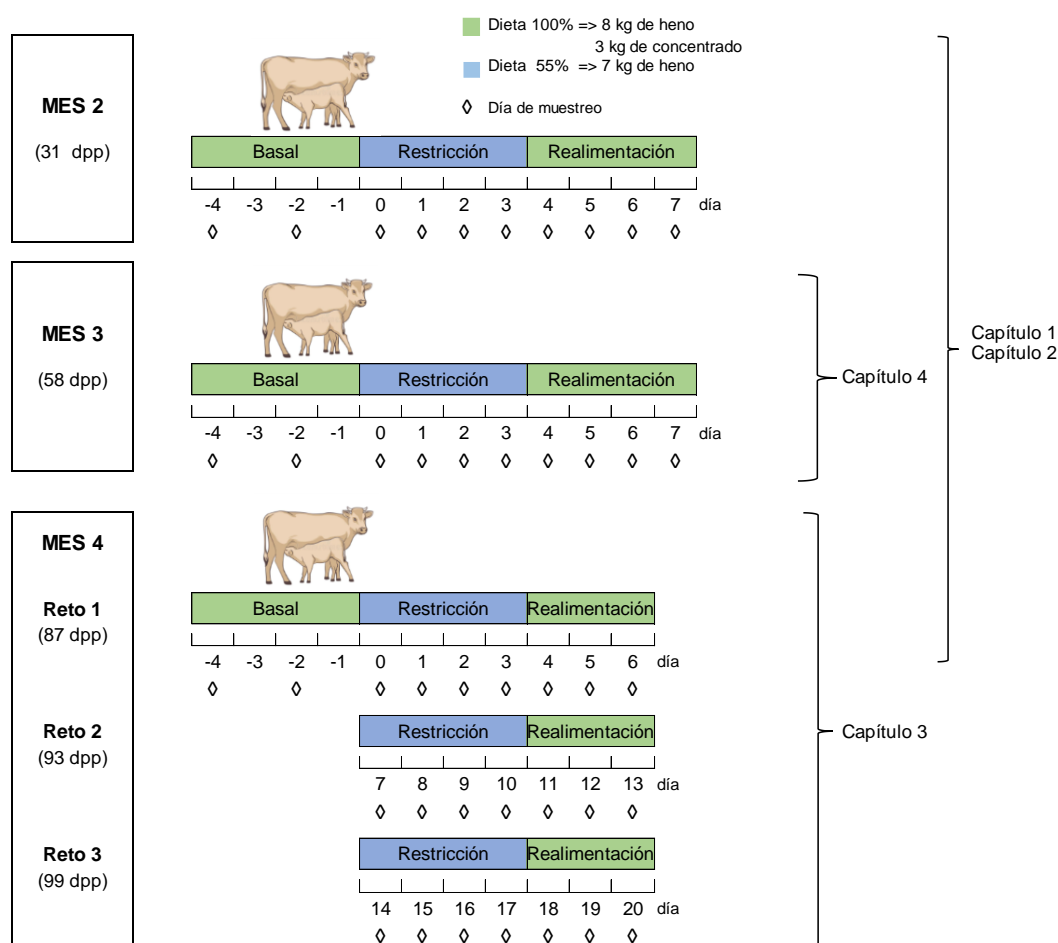 Dieta 100% => 8 kg de heno
3 kg de concentrado
Dieta 55% => 7 kg de heno
◊ Día de muestreo
MES 2
(31 dpp)
Basal Restricción Realimentación
-4 -3 -2 -1 0 1 2 3 4 5 6 7 día
◊ ◊ ◊ ◊ ◊ ◊ ◊ ◊ ◊ ◊
MES 3
(58 dpp)
Basal Restricción Realimentación
-4 -3 -2 -1 0 1 2 3 4 5 6 7 día
◊ ◊ ◊ ◊ ◊ ◊ ◊ ◊ ◊ ◊
Capítulo 4
Capítulo 1
Capítulo 2
MES 4
Reto 1
(87 dpp)
Basal Restricción Realimentación
-4 -3 -2 -1 0 1 2 3 4 5 6 día
◊ ◊ ◊ ◊ ◊ ◊ ◊ ◊ ◊
Reto 2
(93 dpp)
Restricción Realimentación
7 8 9 10 11 12 13 día
◊ ◊ ◊ ◊ ◊ ◊ ◊
Capítulo 3
Reto 3
(99 dpp)
Restricción Realimentación
14 15 16 17 18 19 20 día
◊ ◊ ◊ ◊ ◊ ◊ ◊